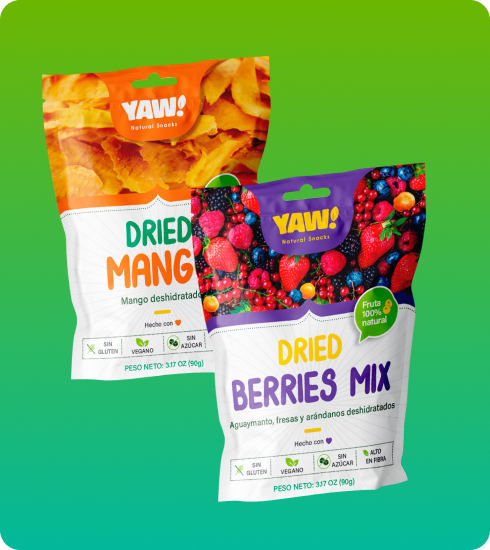 YAW!
Natural Snacks
DRIED
MANG
Mango deshidratado
Hecho con
SIN
GLUTEN
VEGANO
SIN
AZÚCAR
PESO NETO: 3.17 OZ (90g)
YAW!
Natural Snacks
Fruta
100%
natural
DRIED
BERRIES MIX
Aguaymanto, fresas y arándanos deshidratados
Hecho con
SIN
GLUTEN
VEGANO
SIN
AZÚCAR
ALTO
EN FIBRA
PESO NETO: 3.17 OZ (90g)